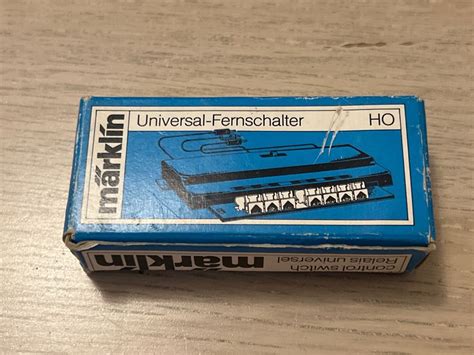 märklin
Universal-Fernschalter HO
märklin
control switch
Relais universel